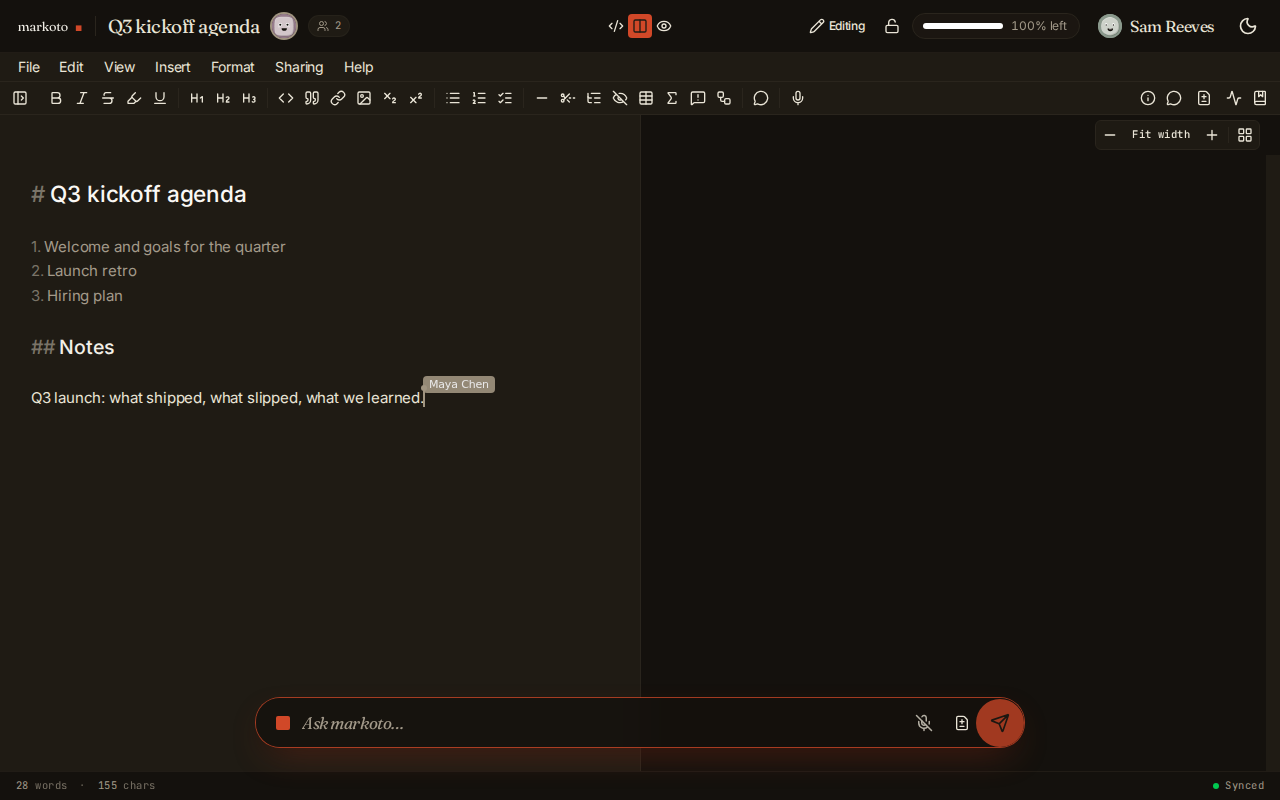 markoto
Q3 kickoff agenda
2
Editing
100% left
Sam Reeves
File Edit View Insert Format Sharing Help
H1 H2 H3
Fit width
# Q3 kickoff agenda
1. Welcome and goals for the quarter
2. Launch retro
3. Hiring plan
## Notes
Maya Chen
Q3 launch: what shipped, what slipped, what we learned.
Ask markoto...
28 words · 155 chars
Synced